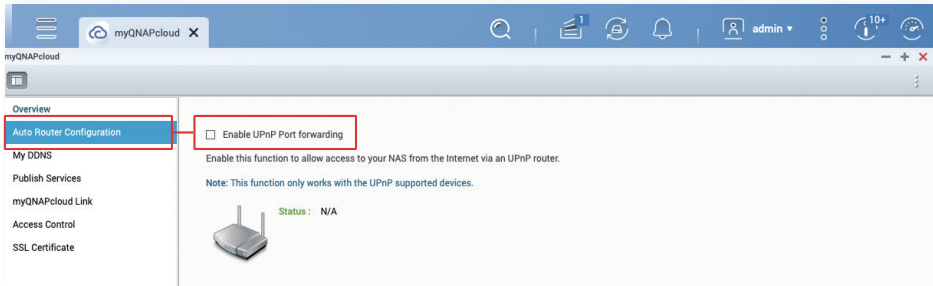 myQNAPcloud
1
admin
10+
myQNAPcloud
Overview
Auto Router Configuration
My DDNS
Publish Services
myQNAPcloud Link
Access Control
SSL Certificate
Enable UPnP Port forwarding
Enable this function to allow access to your NAS from the Internet via an UPnP router.
Note: This function only works with the UPnP supported devices.
Status : N/A